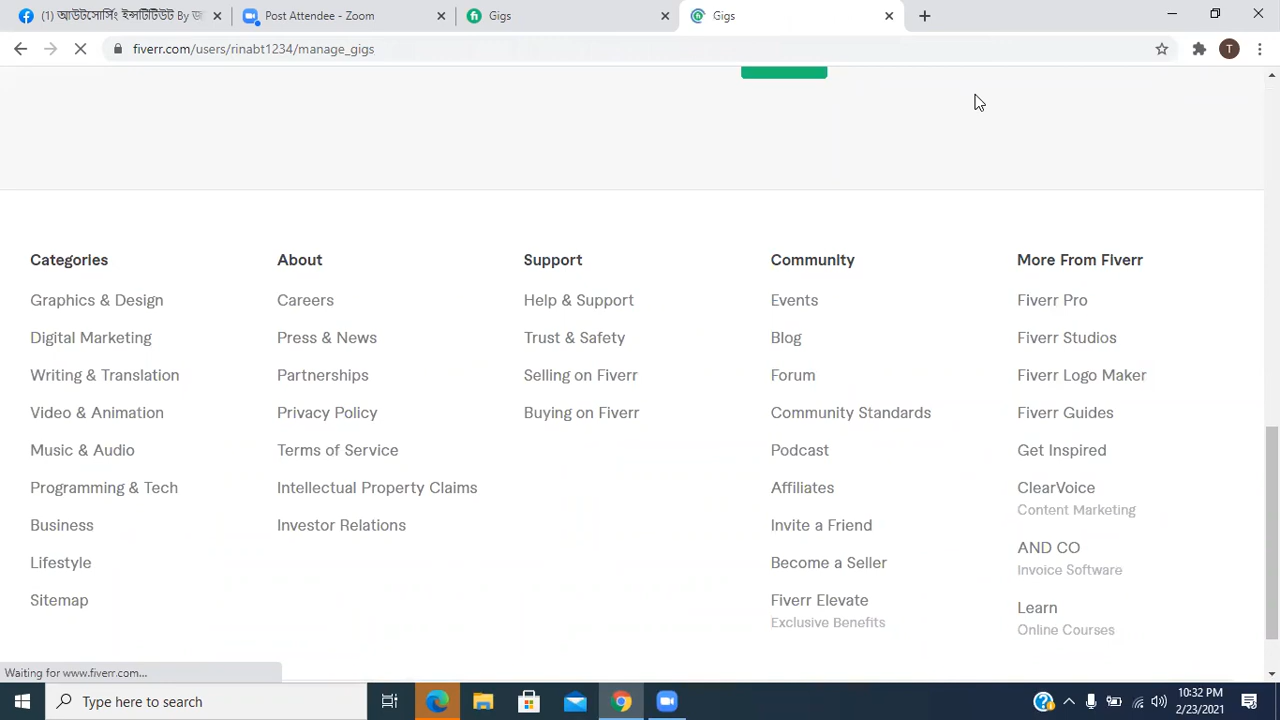 (1) আউটসোর্সিং ইন্সটিটিউট By জ
Post Attendee - Zoom
Gigs
Gigs
fiverr.com/users/rinabt1234/manage_gigs
T
Categories
Graphics & Design
Digital Marketing
Writing & Translation
Video & Animation
Music & Audio
Programming & Tech
Business
Lifestyle
Sitemap
About
Careers
Press & News
Partnerships
Privacy Policy
Terms of Service
Intellectual Property Claims
Investor Relations
Support
Help & Support
Trust & Safety
Selling on Fiverr
Buying on Fiverr
Community
Events
Blog
Forum
Community Standards
Podcast
Affiliates
Invite a Friend
Become a Seller
Fiverr Elevate
Exclusive Benefits
More From Fiverr
Fiverr Pro
Fiverr Studios
Fiverr Logo Maker
Fiverr Guides
Get Inspired
ClearVoice
Content Marketing
AND CO
Invoice Software
Learn
Online Courses
Waiting for www.fiverr.com...
Type here to search
10:32 PM
2/23/2021